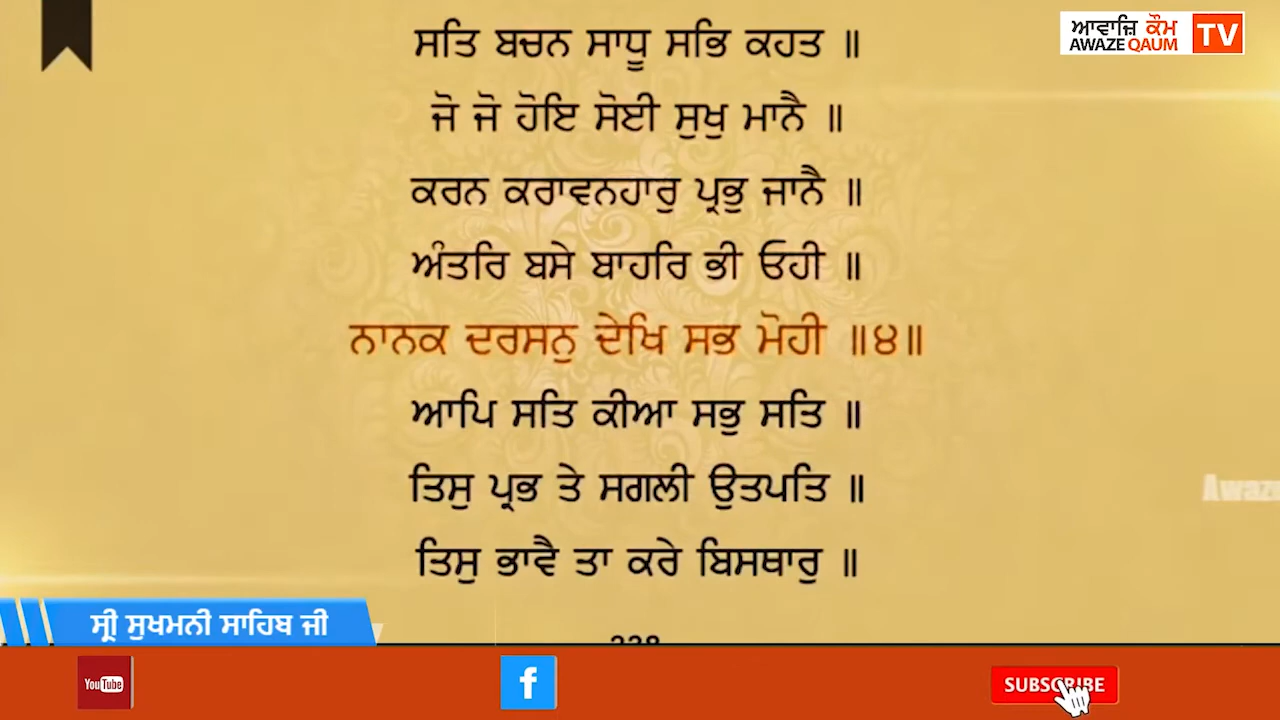 ਸਤਿ ਬਚਨ ਸਾਧੂ ਸਭਿ ਕਹਤ ॥
ਆਵਾਜ਼ਿ ਕੌਮ
AWAZE QAUM
TV
ਜੋ ਜੋ ਹੋਇ ਸੋਈ ਸੁਖੁ ਮਾਨੈ ॥
ਕਰਨ ਕਰਾਵਨਹਾਰੁ ਪ੍ਰਭੁ ਜਾਨੈ ॥
ਅੰਤਰਿ ਬਸੇ ਬਾਹਰਿ ਭੀ ਓਹੀ ॥
ਨਾਨਕ ਦਰਸਨੁ ਦੇਖਿ ਸਭ ਮੋਹੀ ॥੪॥
ਆਪਿ ਸਤਿ ਕੀਆ ਸਭੁ ਸਤਿ ॥
ਤਿਸੁ ਪ੍ਰਭ ਤੇ ਸਗਲੀ ਉਤਪਤਿ ॥
Awaze
ਤਿਸੁ ਭਾਵੈ ਤਾ ਕਰੇ ਬਿਸਥਾਰੁ ॥
ਸ੍ਰੀ ਸੁਖਮਨੀ ਸਾਹਿਬ ਜੀ
YouTube
f
SUBSCRIBE